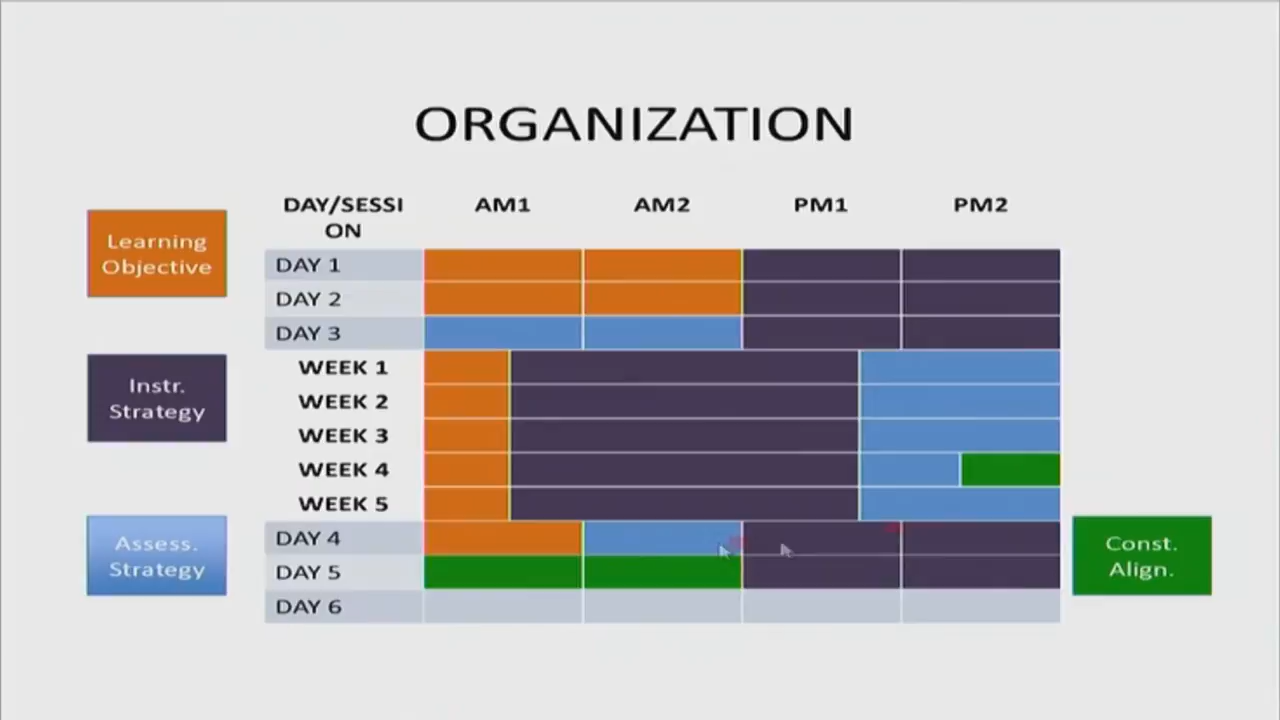 ORGANIZATION
DAY/SESSI
ON
AM1
AM2
PM1
PM2
Learning
Objective
DAY 1
DAY 2
DAY 3
Instr.
Strategy
WEEK 1
WEEK 2
WEEK 3
WEEK 4
WEEK 5
Assess.
Strategy
DAY 4
DAY 5
DAY 6
Const.
Align.